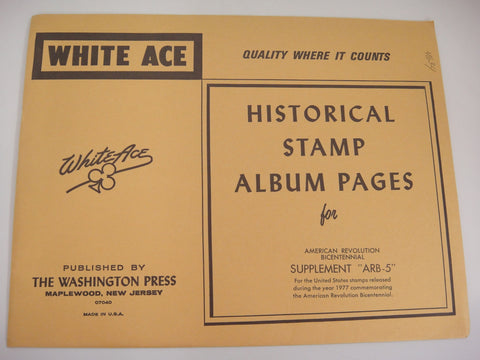 WHITE ACE
QUALITY WHERE IT COUNTS
HISTORICAL
STAMP
ALBUM PAGES
for
AMERICAN REVOLUTION
BICENTENNIAL
SUPPLEMENT "ARB-5"
For the United States stamps released
during the year 1977 commemorating
the American Revolution Bicentennial.
White Ace
PUBLISHED BY
THE WASHINGTON PRESS
MAPLEWOOD, NEW JERSEY
07040
MADE IN U.S.A.